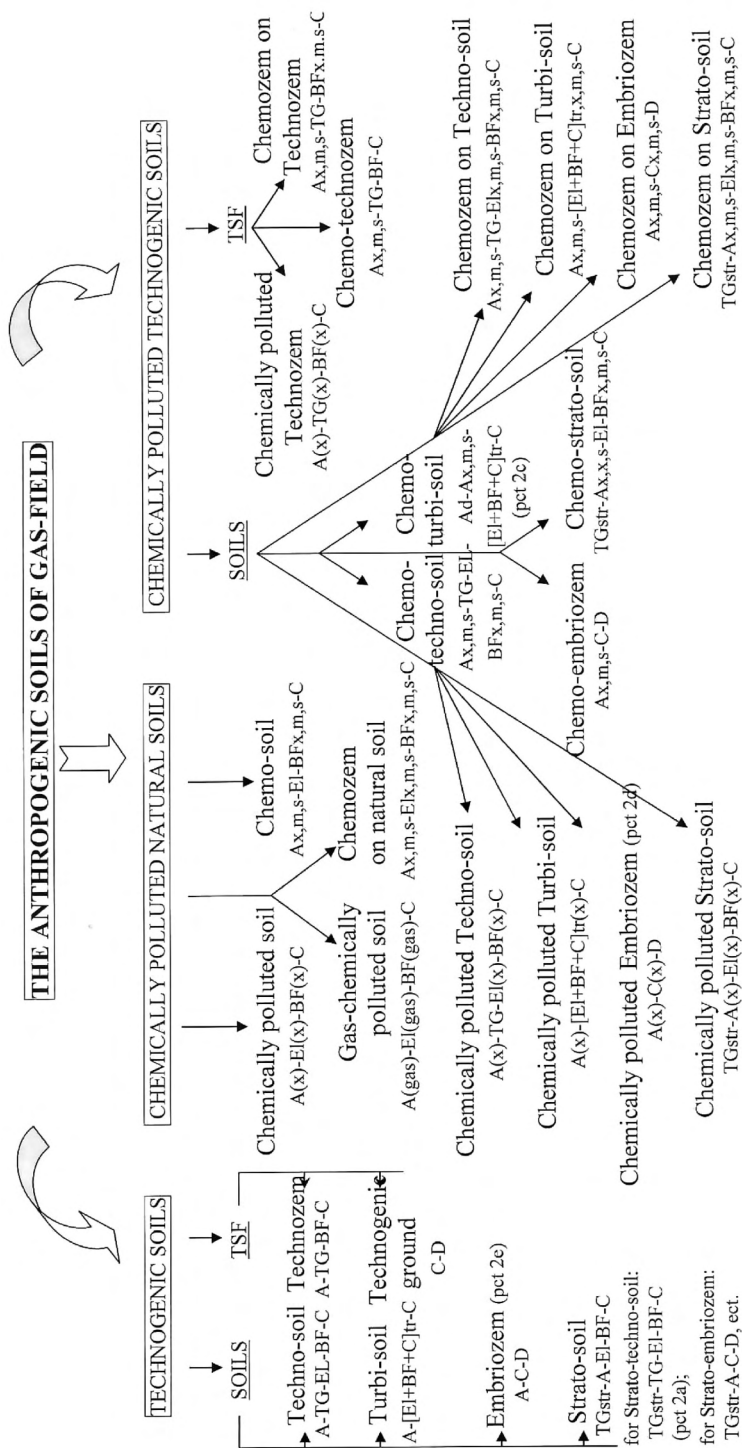 THE ANTHROPOGENIC SOILS OF GAS-FIELD
TECHNOGENIC SOILS
SOILS
TSF
Techno-soil
A-TG-EL-BF-C
Technozem
A-TG-BF-C
Turbi-soil
A-[El+BF+C]tr-C
Technogenic
ground
C-D
Embriozem (pct 2e)
A-C-D
Strato-soil
TGstr-A-El-BF-C
for Strato-techno-soil:
TGstr-TG-El-BF-C
(pct 2a);
for Strato-embriozem:
TGstr-A-C-D, ect.
CHEMICALLY POLLUTED NATURAL SOILS
Chemically polluted soil
A(x)-El(x)-BF(x)-C
Chemo-soil
Ax,m,s-El-BFx,m,s-C
Gas-chemically
polluted soil
A(gas)-El(gas)-BF(gas)-C
Chemozem
on natural soil
Ax,m,s-Elx,m,s-BFx,m,s-C
CHEMICALLY POLLUTED TECHNOGENIC SOILS
SOILS
TSF
Chemically polluted
Technozem
A(x)-TG(x)-BF(x)-C
Chemozem on
Technozem
Ax,m,s-TG-BFx.m.s-C
Chemo-technozem
Ax,m,s-TG-BF-C
Chemo-
techno-soil
Ax,m,s-TG-EL-
BFx,m,s-C
Chemo-
turbi-soil
Ad-Ax,m,s-
[El+BF+C]tr-C
(pct 2c)
Chemo-embriozem
Ax,m,s-C-D
Chemo-strato-soil
TGstr-Ax,x,s-El-BFx,m,s-C
Chemically polluted Techno-soil
A(x)-TG-El(x)-BF(x)-C
Chemically polluted Turbi-soil
A(x)-[El+BF+C]tr(x)-C
Chemically polluted Embriozem (pct 2d)
A(x)-C(x)-D
Chemically polluted Strato-soil
TGstr-A(x)-El(x)-BF(x)-C
Chemozem on Techno-soil
Ax,m,s-TG-Elx,m,s-BFx,m,s-C
Chemozem on Turbi-soil
Ax,m,s-[El+BF+C]tr,x,m,s-C
Chemozem on Embriozem
Ax,m,s-Cx,m,s-D
Chemozem on Strato-soil
TGstr-Ax,m,s-Elx,m,s-BFx,m,s-C